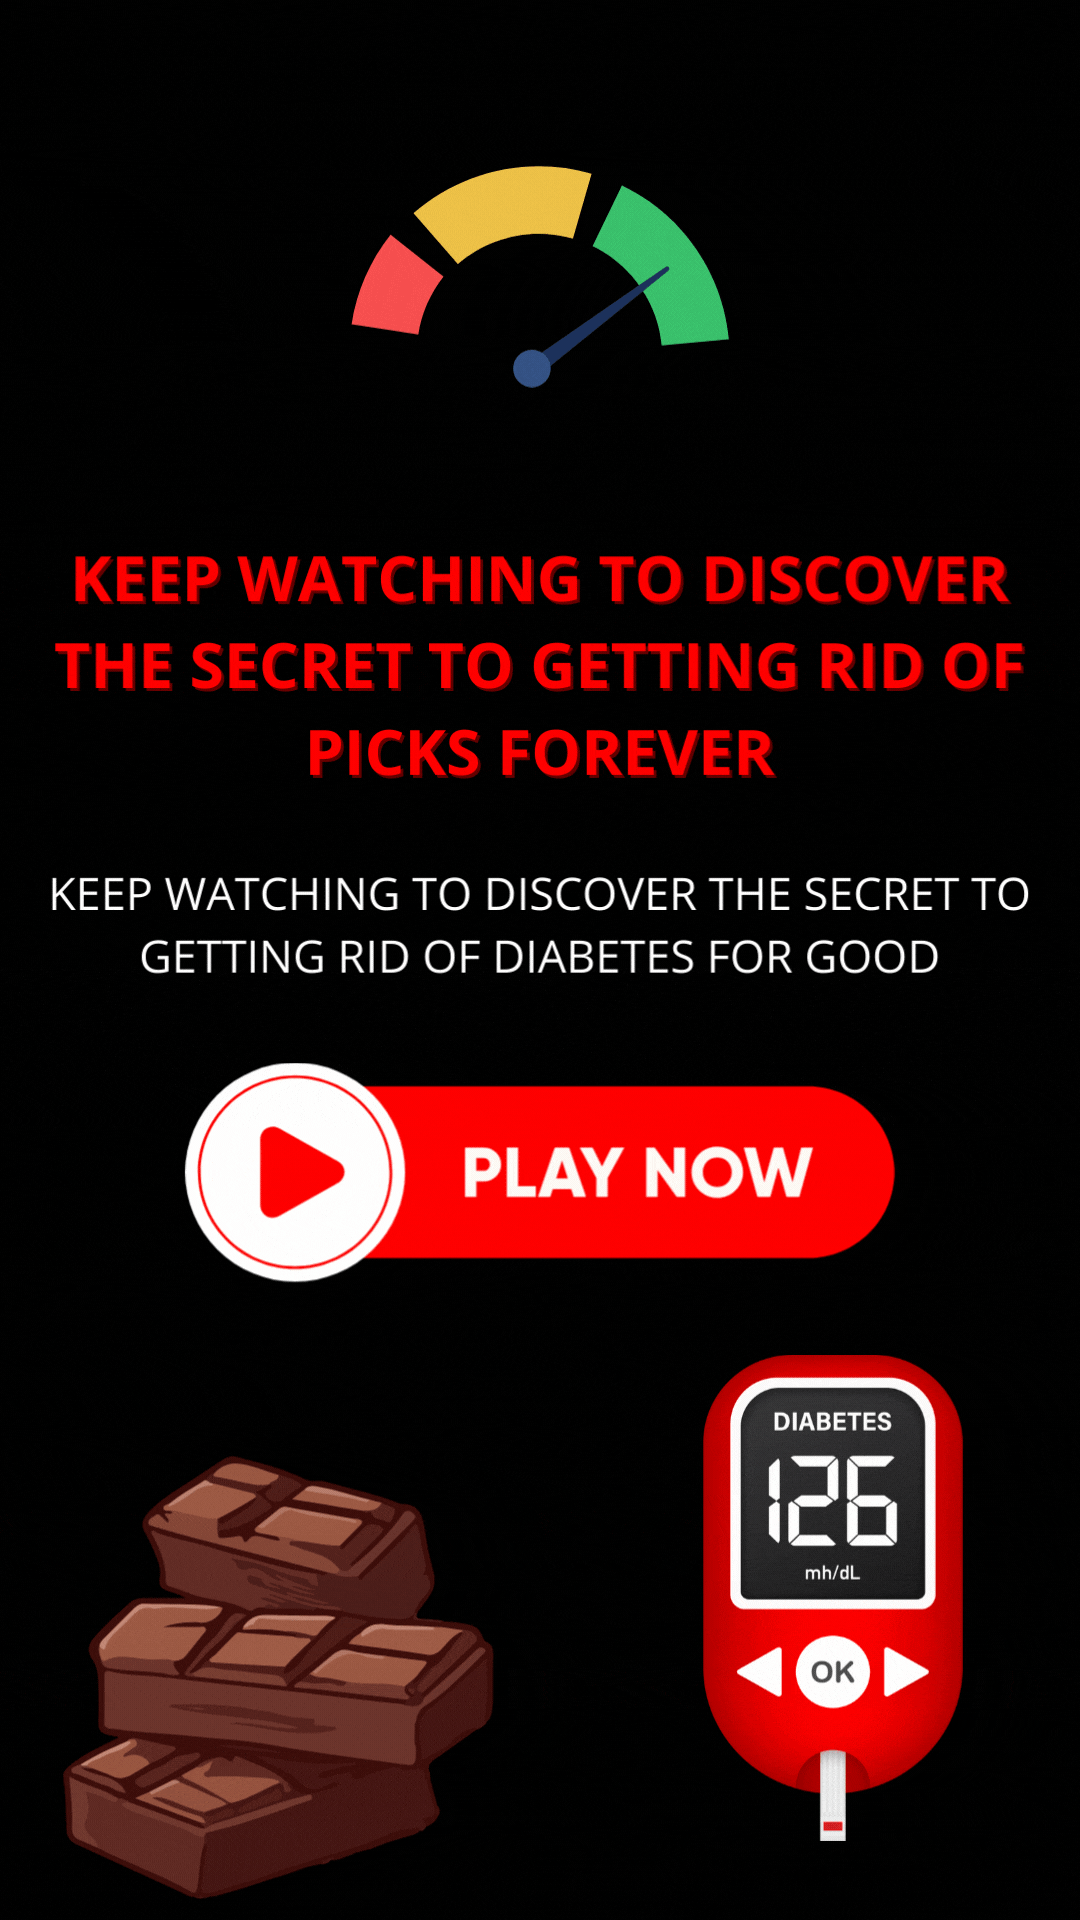 KEEP WATCHING TO DISCOVER
THE SECRET TO GETTING RID OF
PICKS FOREVER
KEEP WATCHING TO DISCOVER THE SECRET TO
GETTING RID OF DIABETES FOR GOOD
PLAY NOW
DIABETES
126
mh/dL
OK